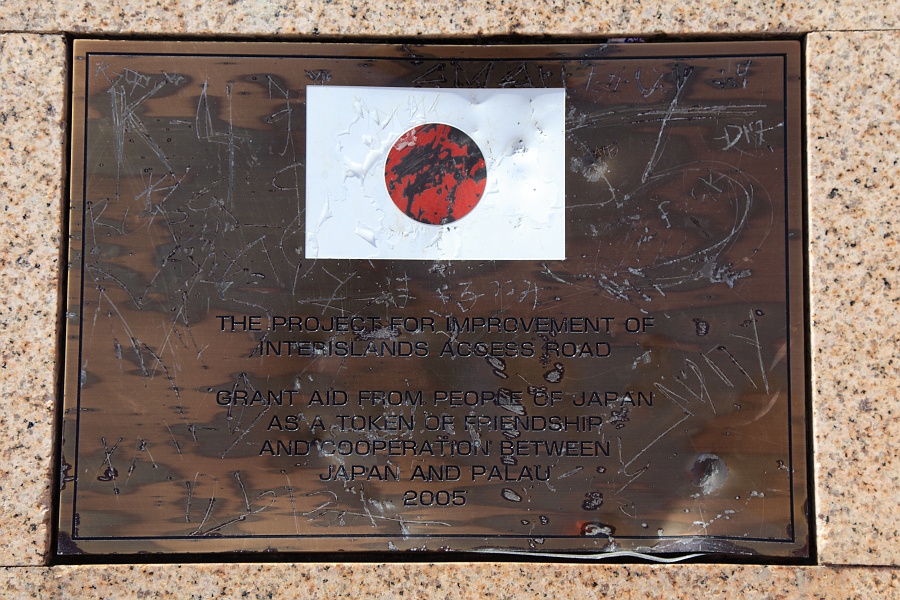 DM7
THE PROJECT FOR IMPROVEMENT OF
INTERISLANDS ACCESS ROAD
GRANT AID FROM PEOPLE OF JAPAN
AS A TOKEN OF FRIENDSHIP
AND COOPERATION BETWEEN
JAPAN AND PALAU
2005